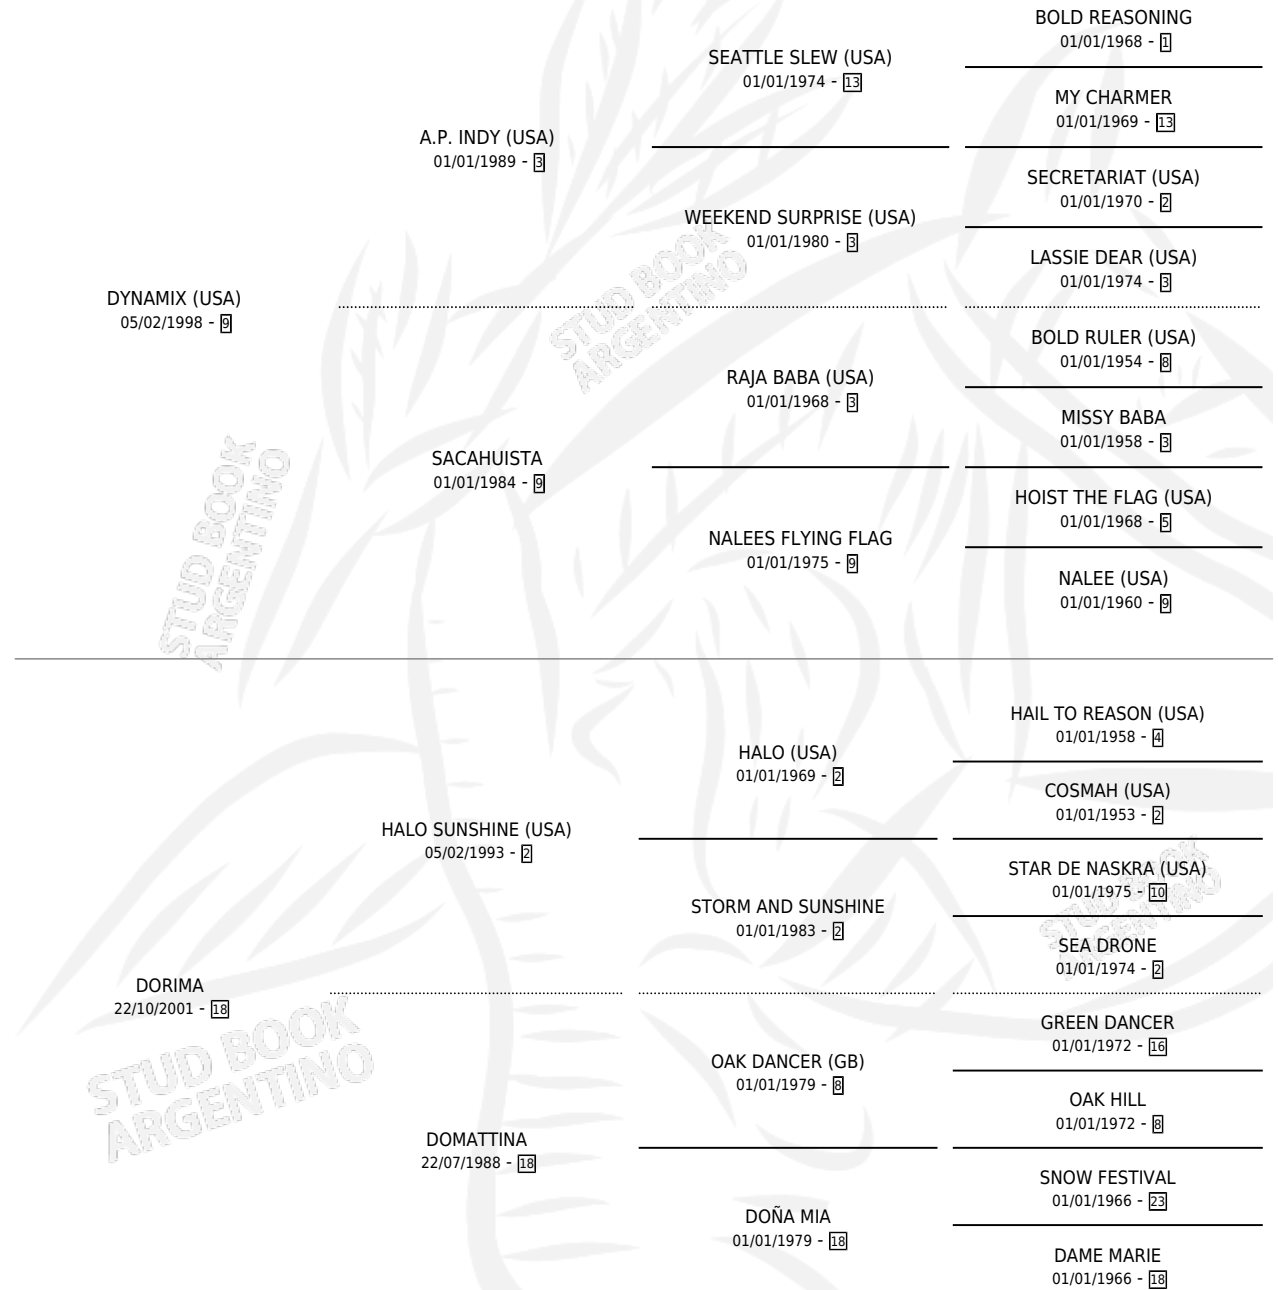 BOLD REASONING
01/01/1968 - 1
SEATTLE SLEW (USA)
01/01/1974 - 13
MY CHARMER
01/01/1969 - 13
A.P. INDY (USA)
01/01/1989 - 3
SECRETARIAT (USA)
01/01/1970 - 2
WEEKEND SURPRISE (USA)
01/01/1980 - 3
LASSIE DEAR (USA)
01/01/1974 - 3
DYNAMIX (USA)
05/02/1998 - 9
BOLD RULER (USA)
01/01/1954 - 8
RAJA BABA (USA)
01/01/1968 - 3
MISSY BABA
01/01/1958 - 3
SACAHUISTA
01/01/1984 - 9
HOIST THE FLAG (USA)
01/01/1968 - 5
NALEES FLYING FLAG
01/01/1975 - 9
NALEE (USA)
01/01/1960 - 9
HAIL TO REASON (USA)
01/01/1958 - 4
HALO (USA)
01/01/1969 - 2
COSMAH (USA)
01/01/1953 - 2
HALO SUNSHINE (USA)
05/02/1993 - 2
STAR DE NASKRA (USA)
01/01/1975 - 10
STORM AND SUNSHINE
01/01/1983 - 2
SEA DRONE
01/01/1974 - 2
DORIMA
22/10/2001 - 18
GREEN DANCER
01/01/1972 - 16
OAK DANCER (GB)
01/01/1979 - 8
OAK HILL
01/01/1972 - 8
DOMATTINA
22/07/1988 - 18
SNOW FESTIVAL
01/01/1966 - 23
DOÑA MIA
01/01/1979 - 18
DAME MARIE
01/01/1966 - 18
STUD BOOK
ARGENTINO
STUD BOOK
ARGENTINO
STUD BOOK
ARGENTINO
STUD BOOK
ARGENTINO